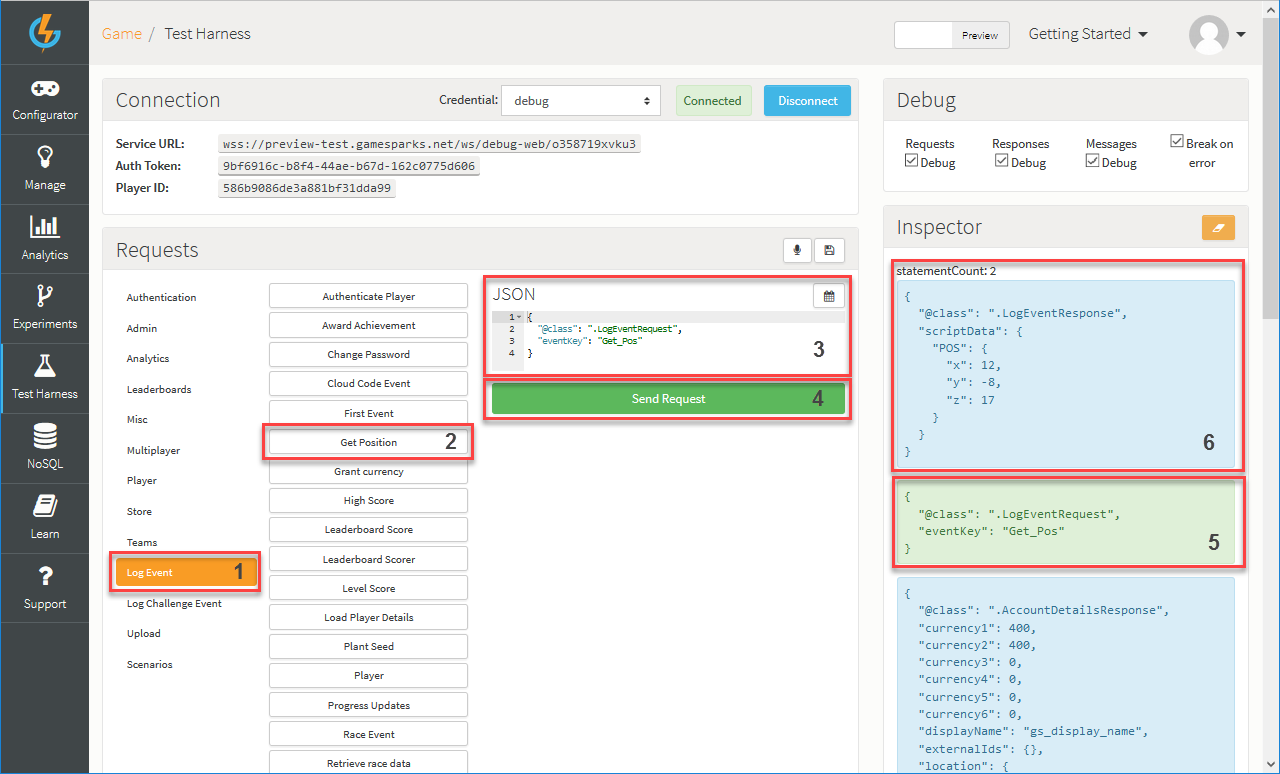 Game / Test Harness
Preview
Getting Started
Configurator
Manage
Analytics
Experiments
Test Harness
NoSQL
Learn
Support
Connection
Credential:
debug
Connected
Disconnect
Service URL:
wss://preview-test.gamesparks.net/ws/debug-web/o358719xvku3
Auth Token:
9bf6916c-b8f4-44ae-b67d-162c0775d606
Player ID:
586b9086de3a881bf31dda99
Requests
Authentication
Admin
Analytics
Leaderboards
Misc
Multiplayer
Player
Store
Teams
Log Event 1
Log Challenge Event
Upload
Scenarios
Authenticate Player
Award Achievement
Change Password
Cloud Code Event
First Event
Get Position 2
Grant currency
High Score
Leaderboard Score
Leaderboard Scorer
Level Score
Load Player Details
Plant Seed
Player
Progress Updates
Race Event
Retrieve race data
JSON
1 {
2 "@class": ".LogEventRequest",
3 "eventKey": "Get_Pos"
4 }
3
Send Request 4
Debug
Requests
Debug
Responses
Debug
Messages
Debug
Break on
error
Inspector
statementCount: 2
{
"@class": ".LogEventResponse",
"scriptData": {
"POS": {
"x": 12,
"y": -8,
"z": 17
}
}
}
6
{
"@class": ".LogEventRequest",
"eventKey": "Get_Pos"
}
5
{
"@class": ".AccountDetailsResponse",
"currency1": 400,
"currency2": 400,
"currency3": 0,
"currency4": 0,
"currency5": 0,
"currency6": 0,
"displayName": "gs_display_name",
"externalIds": {},
"location": {